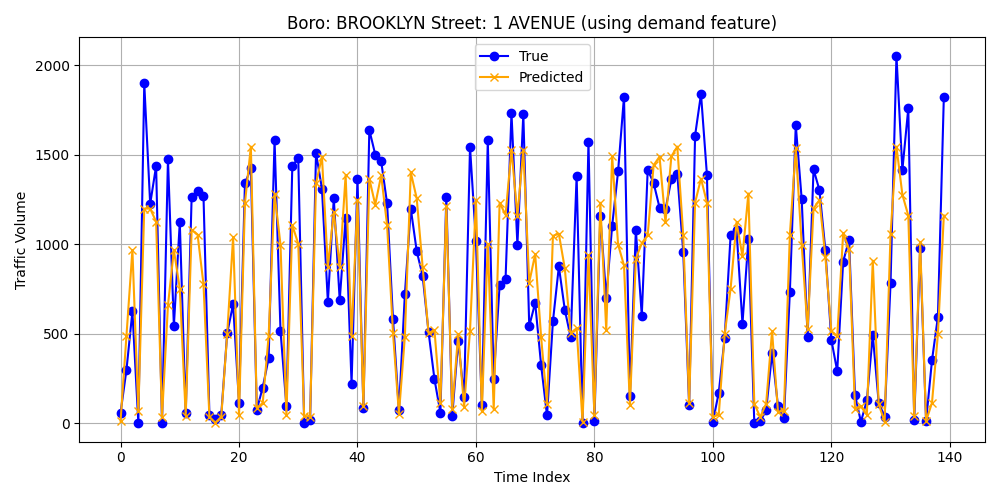 Boro: BROOKLYN Street: 1 AVENUE (using demand feature)
True
Predicted
Traffic Volume
2000
1500
1000
500
0
0 20 40 60 80 100 120 140
Time Index